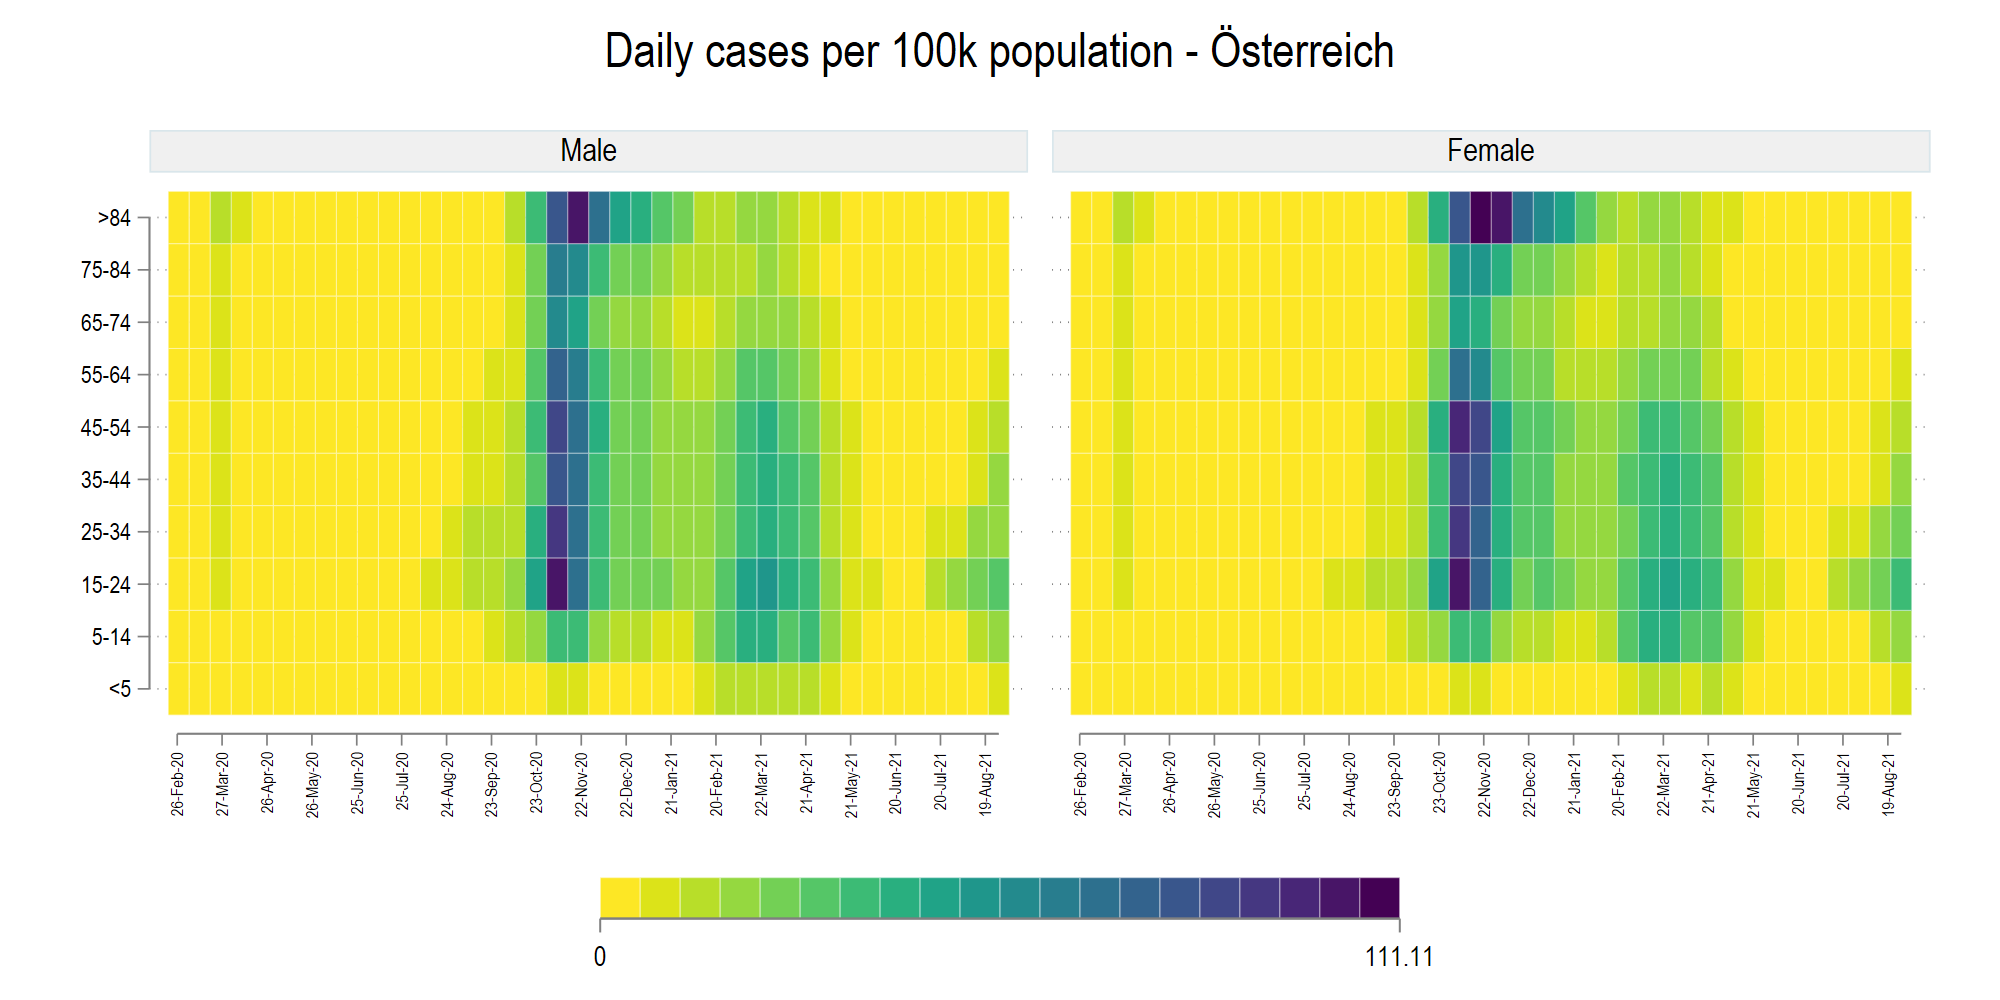 Daily cases per 100k population - Österreich
Male
Female
>84
75-84
65-74
55-64
45-54
35-44
25-34
15-24
5-14
<5
26-Feb-20
27-Mar-20
26-Apr-20
26-May-20
25-Jun-20
25-Jul-20
24-Aug-20
23-Sep-20
23-Oct-20
22-Nov-20
22-Dec-20
21-Jan-21
20-Feb-21
22-Mar-21
21-Apr-21
21-May-21
20-Jun-21
20-Jul-21
19-Aug-21
26-Feb-20
27-Mar-20
26-Apr-20
26-May-20
25-Jun-20
25-Jul-20
24-Aug-20
23-Sep-20
23-Oct-20
22-Nov-20
22-Dec-20
21-Jan-21
20-Feb-21
22-Mar-21
21-Apr-21
21-May-21
20-Jun-21
20-Jul-21
19-Aug-21
0
111.11